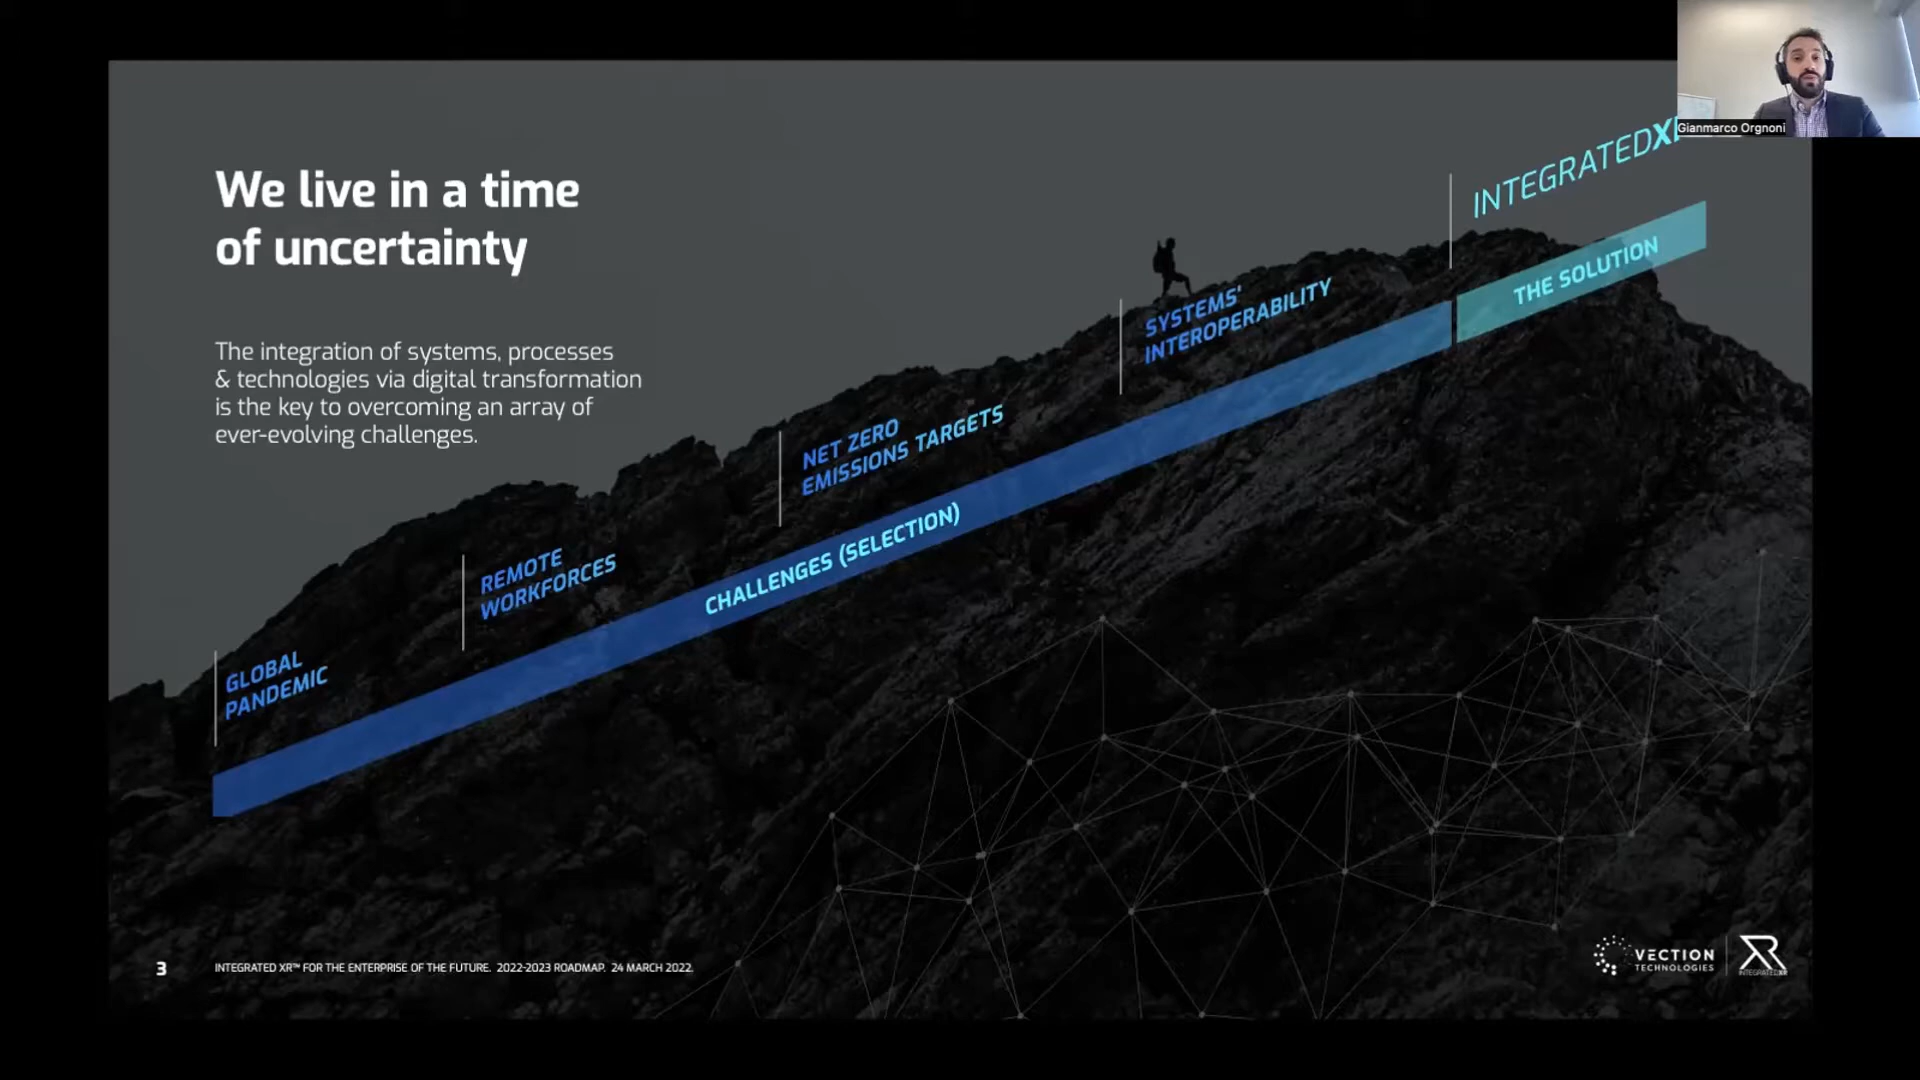 Gianmarco Orgnoni
We live in a time
of uncertainty
The integration of systems, processes
& technologies via digital transformation
is the key to overcoming an array of
ever-evolving challenges.
GLOBAL
PANDEMIC
REMOTE
WORKFORCES
NET ZERO
EMISSIONS TARGETS
SYSTEMS'
INTEROPERABILITY
INTEGRATEDXR
CHALLENGES (SELECTION)
THE SOLUTION
3
INTEGRATED XR™ FOR THE ENTERPRISE OF THE FUTURE. 2022-2023 ROADMAP. 24 MARCH 2022.
VECTION
TECHNOLOGIES
XR
INTEGRATEDXR